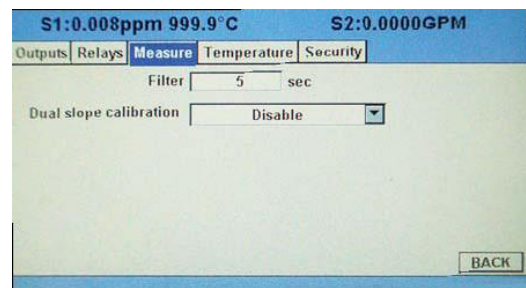 S1:0.008ppm 999.9°C S2:0.0000GPM
Outputs Relays Measure Temperature Security
Filter 5 sec
Dual slope calibration Disable
BACK